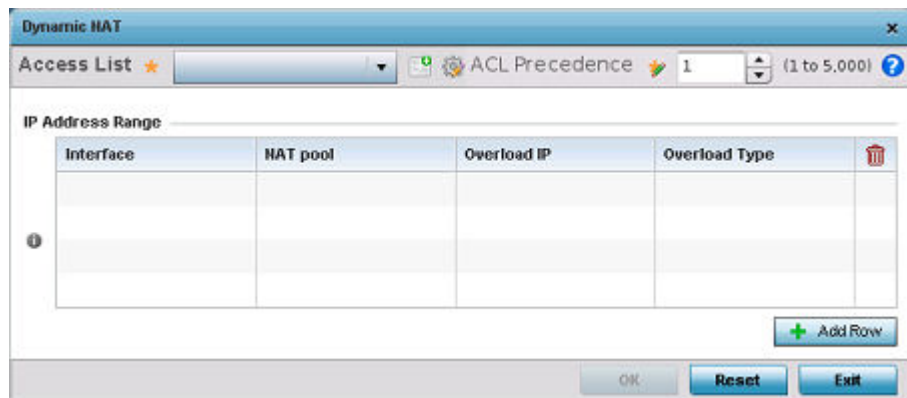 Dynamic NAT
Access List
ACL Precedence 1 (1 to 5,000)
IP Address Range
Interface NAT pool Overload IP Overload Type
Add Row
OK Reset Exit